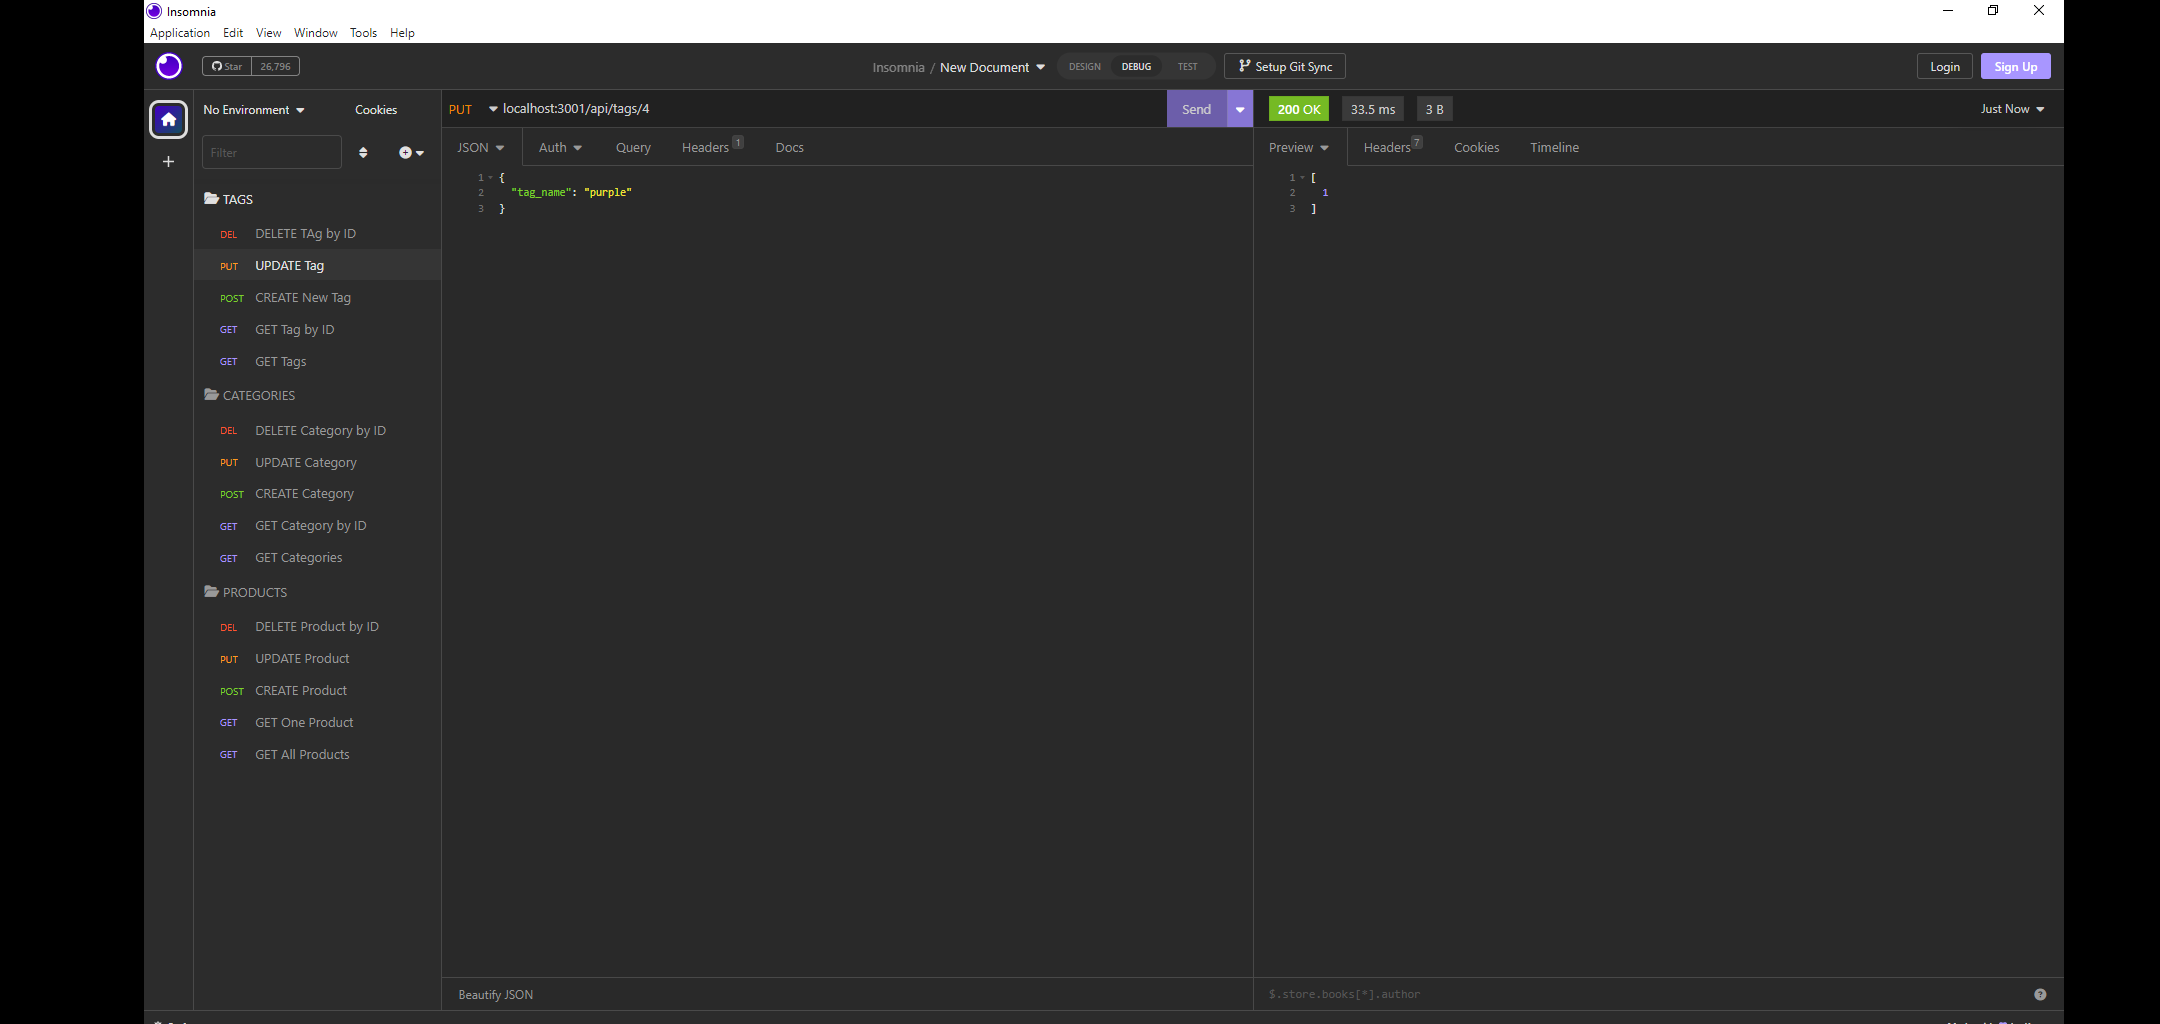 Insomnia
Application Edit View Window Tools Help
Star 26,796
Insomnia / New Document
DESIGN DEBUG TEST
Setup Git Sync
Login
Sign Up
No Environment
Cookies
Filter
TAGS
DEL DELETE TAg by ID
PUT UPDATE Tag
POST CREATE New Tag
GET GET Tag by ID
GET GET Tags
CATEGORIES
DEL DELETE Category by ID
PUT UPDATE Category
POST CREATE Category
GET GET Category by ID
GET GET Categories
PRODUCTS
DEL DELETE Product by ID
PUT UPDATE Product
POST CREATE Product
GET GET One Product
GET GET All Products
PUT localhost:3001/api/tags/4
Send
JSON Auth Query Headers 1 Docs
1 {
2 "tag_name": "purple"
3 }
Beautify JSON
200 OK 33.5 ms 3 B
Just Now
Preview Headers 7 Cookies Timeline
1 [
2 1
3 ]
$.store.books[*].author